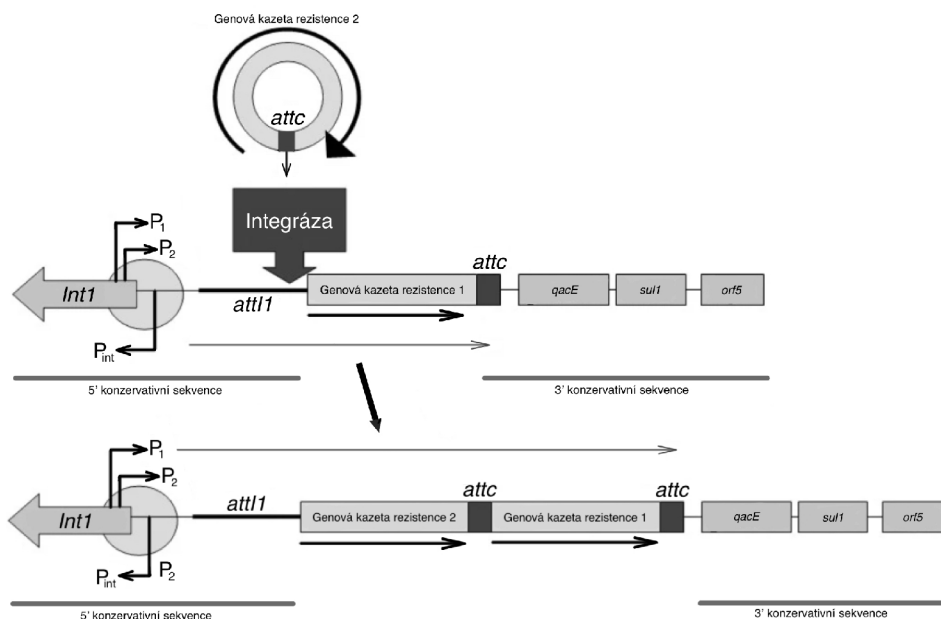 Genová kazeta rezistence 2
attc
Integráza
P1
P2
attc
Int1
attI1
Genová kazeta rezistence 1
qacE
sul1
orf5
Pint
5' konzervativní sekvence
3' konzervativní sekvence
P1
P2
attI1
attc
attc
Int1
Genová kazeta rezistence 2
Genová kazeta rezistence 1
qacE
sul1
orf5
Pint
P2
5' konzervativní sekvence
3' konzervativní sekvence